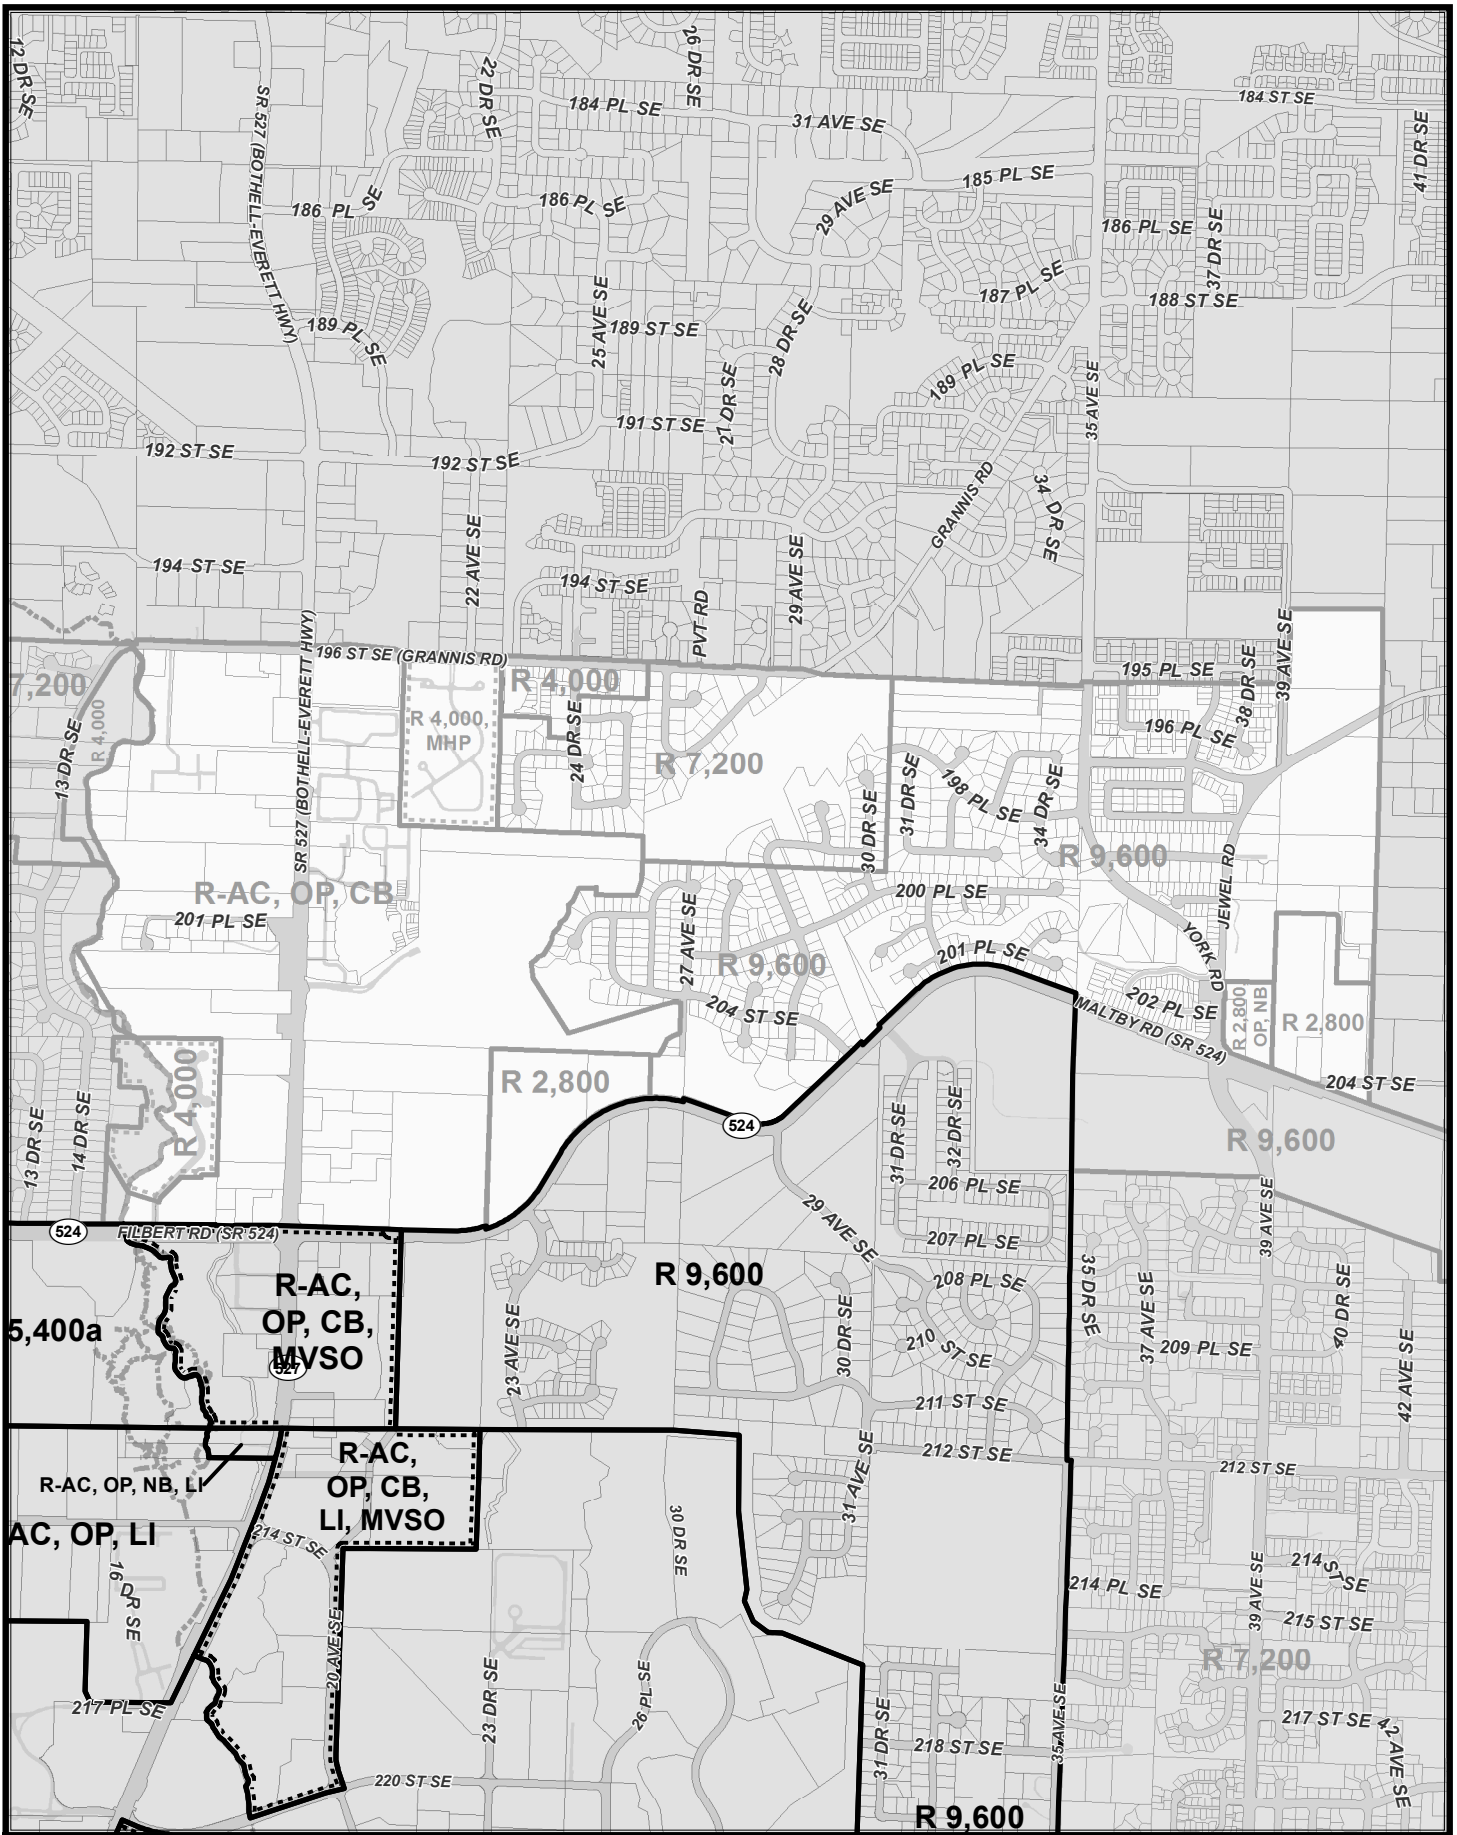 12 DR SE
SR 527 (BOTHELL-EVERETT HWY)
22 DR SE
26 DR SE
184 PL SE
31 AVE SE
184 ST SE
41 DR SE
186 PL SE
186 PL SE
29 AVE SE
185 PL SE
186 PL SE
37 DR SE
187 PL SE
188 ST SE
189 PL SE
25 AVE SE
189 ST SE
28 DR SE
27 DR SE
189 PL SE
35 AVE SE
191 ST SE
192 ST SE
192 ST SE
GRANNIS RD
34 DR SE
194 ST SE
22 AVE SE
194 ST SE
29 AVE SE
PVT RD
SR 527 (BOTHELL-EVERETT HWY)
196 ST SE (GRANNIS RD)
39 AVE SE
195 PL SE
38 DR SE
196 PL SE
7,200
R 4,000
13 DR SE
R 4,000,
MHP
R 4,000
24 DR SE
R 7,200
30 DR SE
31 DR SE
198 PL SE
34 DR SE
R 9,600
JEWEL RD
R-AC, OP, CB
201 PL SE
200 PL SE
27 AVE SE
R 9,600
201 PL SE
YORK RD
204 ST SE
202 PL SE
MALTBY RD (SR 524)
R 2,800
OP, NB
R 2,800
204 ST SE
R 4,000
R 2,800
524
13 DR SE
14 DR SE
31 DR SE
32 DR SE
R 9,600
206 PL SE
39 AVE SE
524
FILBERT RD (SR 524)
29 AVE SE
207 PL SE
R-AC,
OP, CB,
MVSO
527
R 9,600
208 PL SE
35 DR SE
37 AVE SE
40 DR SE
5,400a
23 AVE SE
30 DR SE
210 ST SE
209 PL SE
42 AVE SE
211 ST SE
212 ST SE
212 ST SE
R-AC, OP, NB, LI
R-AC,
OP, CB,
LI, MVSO
31 AVE SE
AC, OP, LI
214 ST SE
30 DR SE
16 DR SE
214 PL SE
39 AVE SE
214 ST SE
215 ST SE
R 7,200
20 AVE SE
23 DR SE
26 PL SE
217 PL SE
31 DR SE
218 ST SE
35 AVE SE
217 ST SE
42 AVE SE
220 ST SE
R 9,600